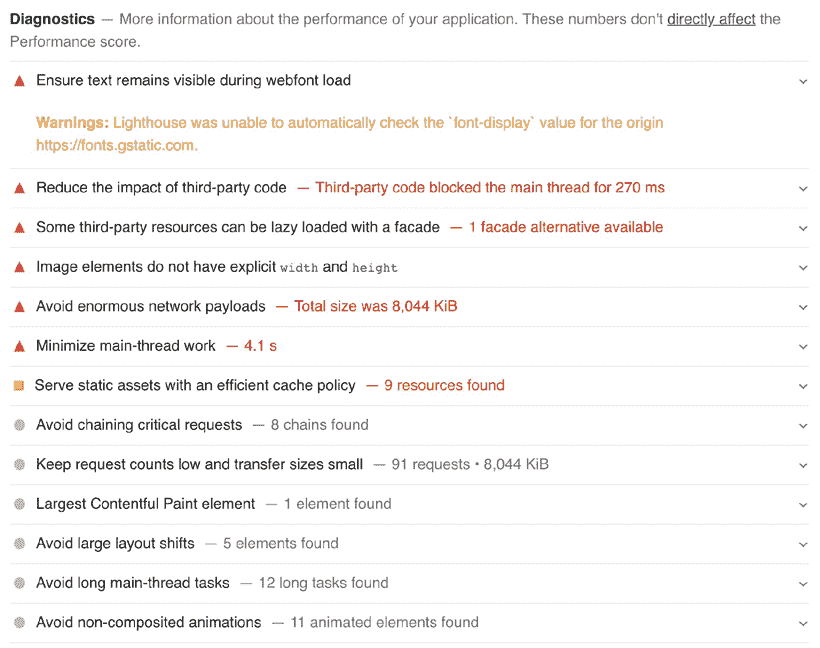 Diagnostics — More information about the performance of your application. These numbers don't directly affect the
Performance score.
Ensure text remains visible during webfont load
Warnings: Lighthouse was unable to automatically check the `font-display` value for the origin
https://fonts.gstatic.com.
Reduce the impact of third-party code — Third-party code blocked the main thread for 270 ms
Some third-party resources can be lazy loaded with a facade — 1 facade alternative available
Image elements do not have explicit width and height
Avoid enormous network payloads — Total size was 8,044 KiB
Minimize main-thread work — 4.1 s
Serve static assets with an efficient cache policy — 9 resources found
Avoid chaining critical requests — 8 chains found
Keep request counts low and transfer sizes small — 91 requests • 8,044 KiB
Largest Contentful Paint element — 1 element found
Avoid large layout shifts — 5 elements found
Avoid long main-thread tasks — 12 long tasks found
Avoid non-composited animations — 11 animated elements found